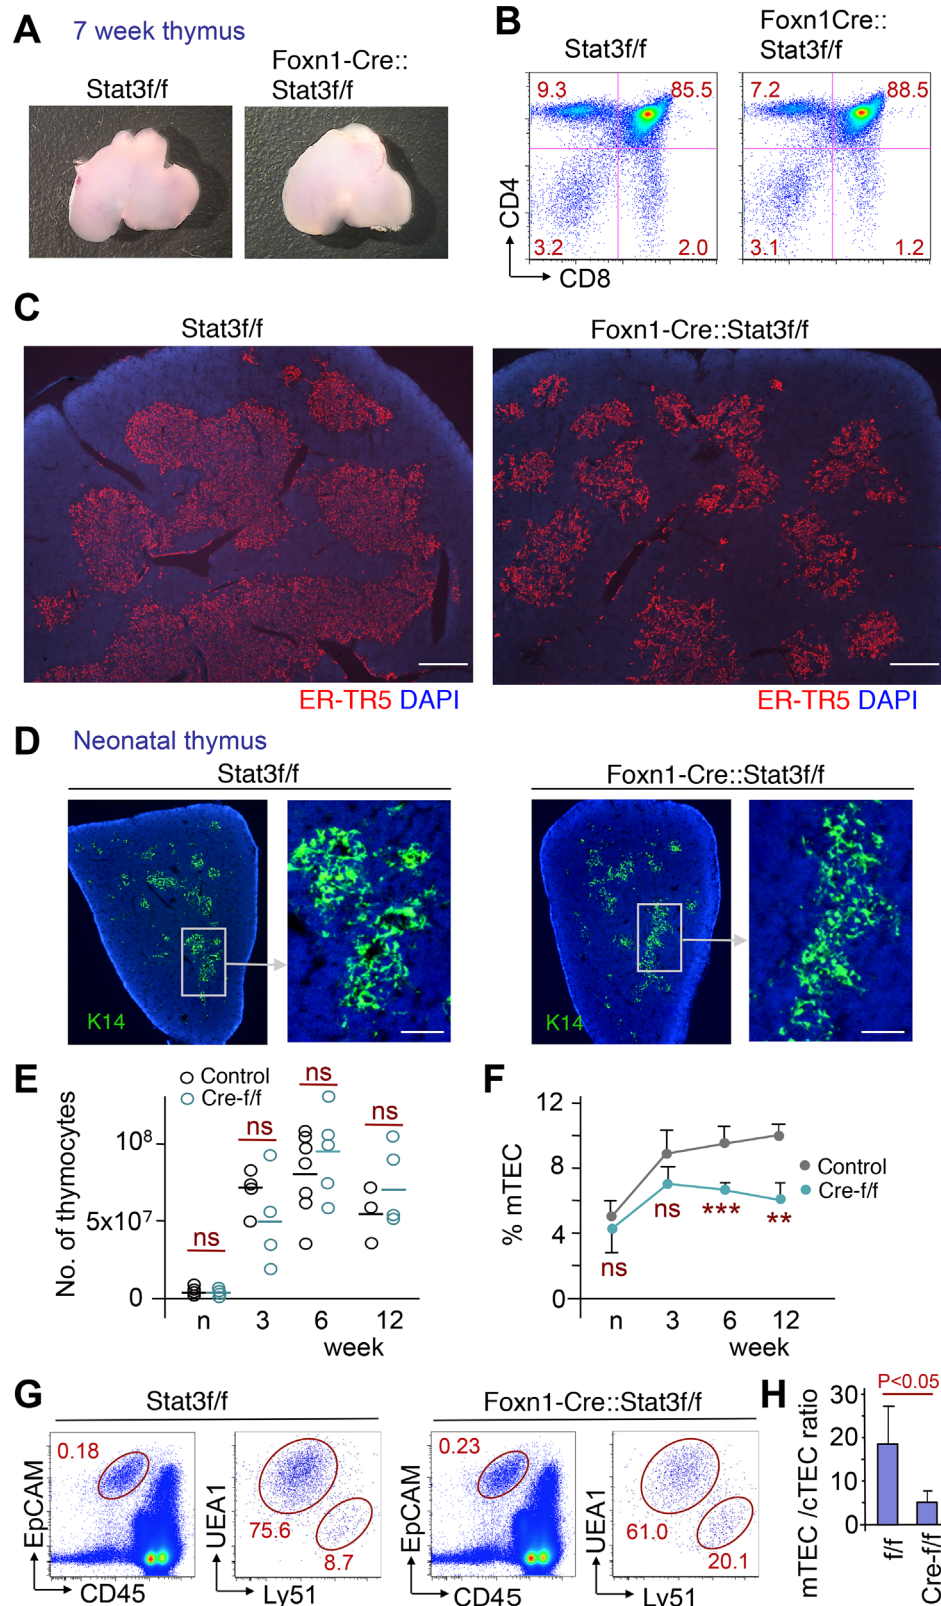 A 7 week thymus
Stat3f/f
Foxn1-Cre::
Stat3f/f
B
Stat3f/f
Foxn1Cre::
Stat3f/f
9.3 85.5
3.2 2.0
7.2 88.5
3.1 1.2
CD4
CD8
C
Stat3f/f
Foxn1-Cre::Stat3f/f
ER-TR5 DAPI
ER-TR5 DAPI
D Neonatal thymus
Stat3f/f
Foxn1-Cre::Stat3f/f
K14
K14
E
Control
Cre-f/f
No. of thymocytes
10⁸
5x10⁷
0
ns
ns
ns
ns
n 3 6 12
week
F
% mTEC
12
8
4
0
Control
Cre-f/f
ns
ns
***
**
n 3 6 12
week
G
Stat3f/f
Foxn1-Cre::Stat3f/f
0.18
EpCAM
CD45
75.6
8.7
UEA1
Ly51
0.23
EpCAM
CD45
61.0
20.1
UEA1
Ly51
H
P<0.05
mTEC /cTEC ratio
30
20
10
0
f/f
Cre-f/f